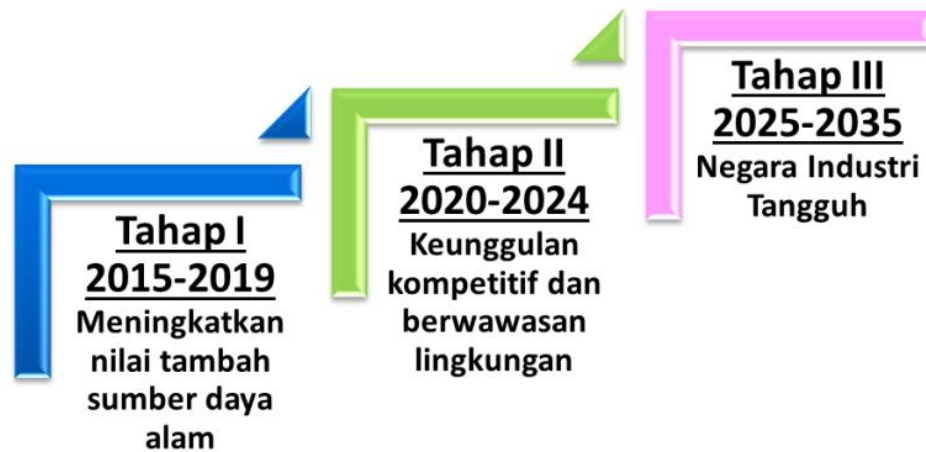 Tahap I
2015-2019
Meningkatkan
nilai tambah
sumber daya
alam
Tahap II
2020-2024
Keunggulan
kompetitif dan
berwawasan
lingkungan
Tahap III
2025-2035
Negara Industri
Tangguh